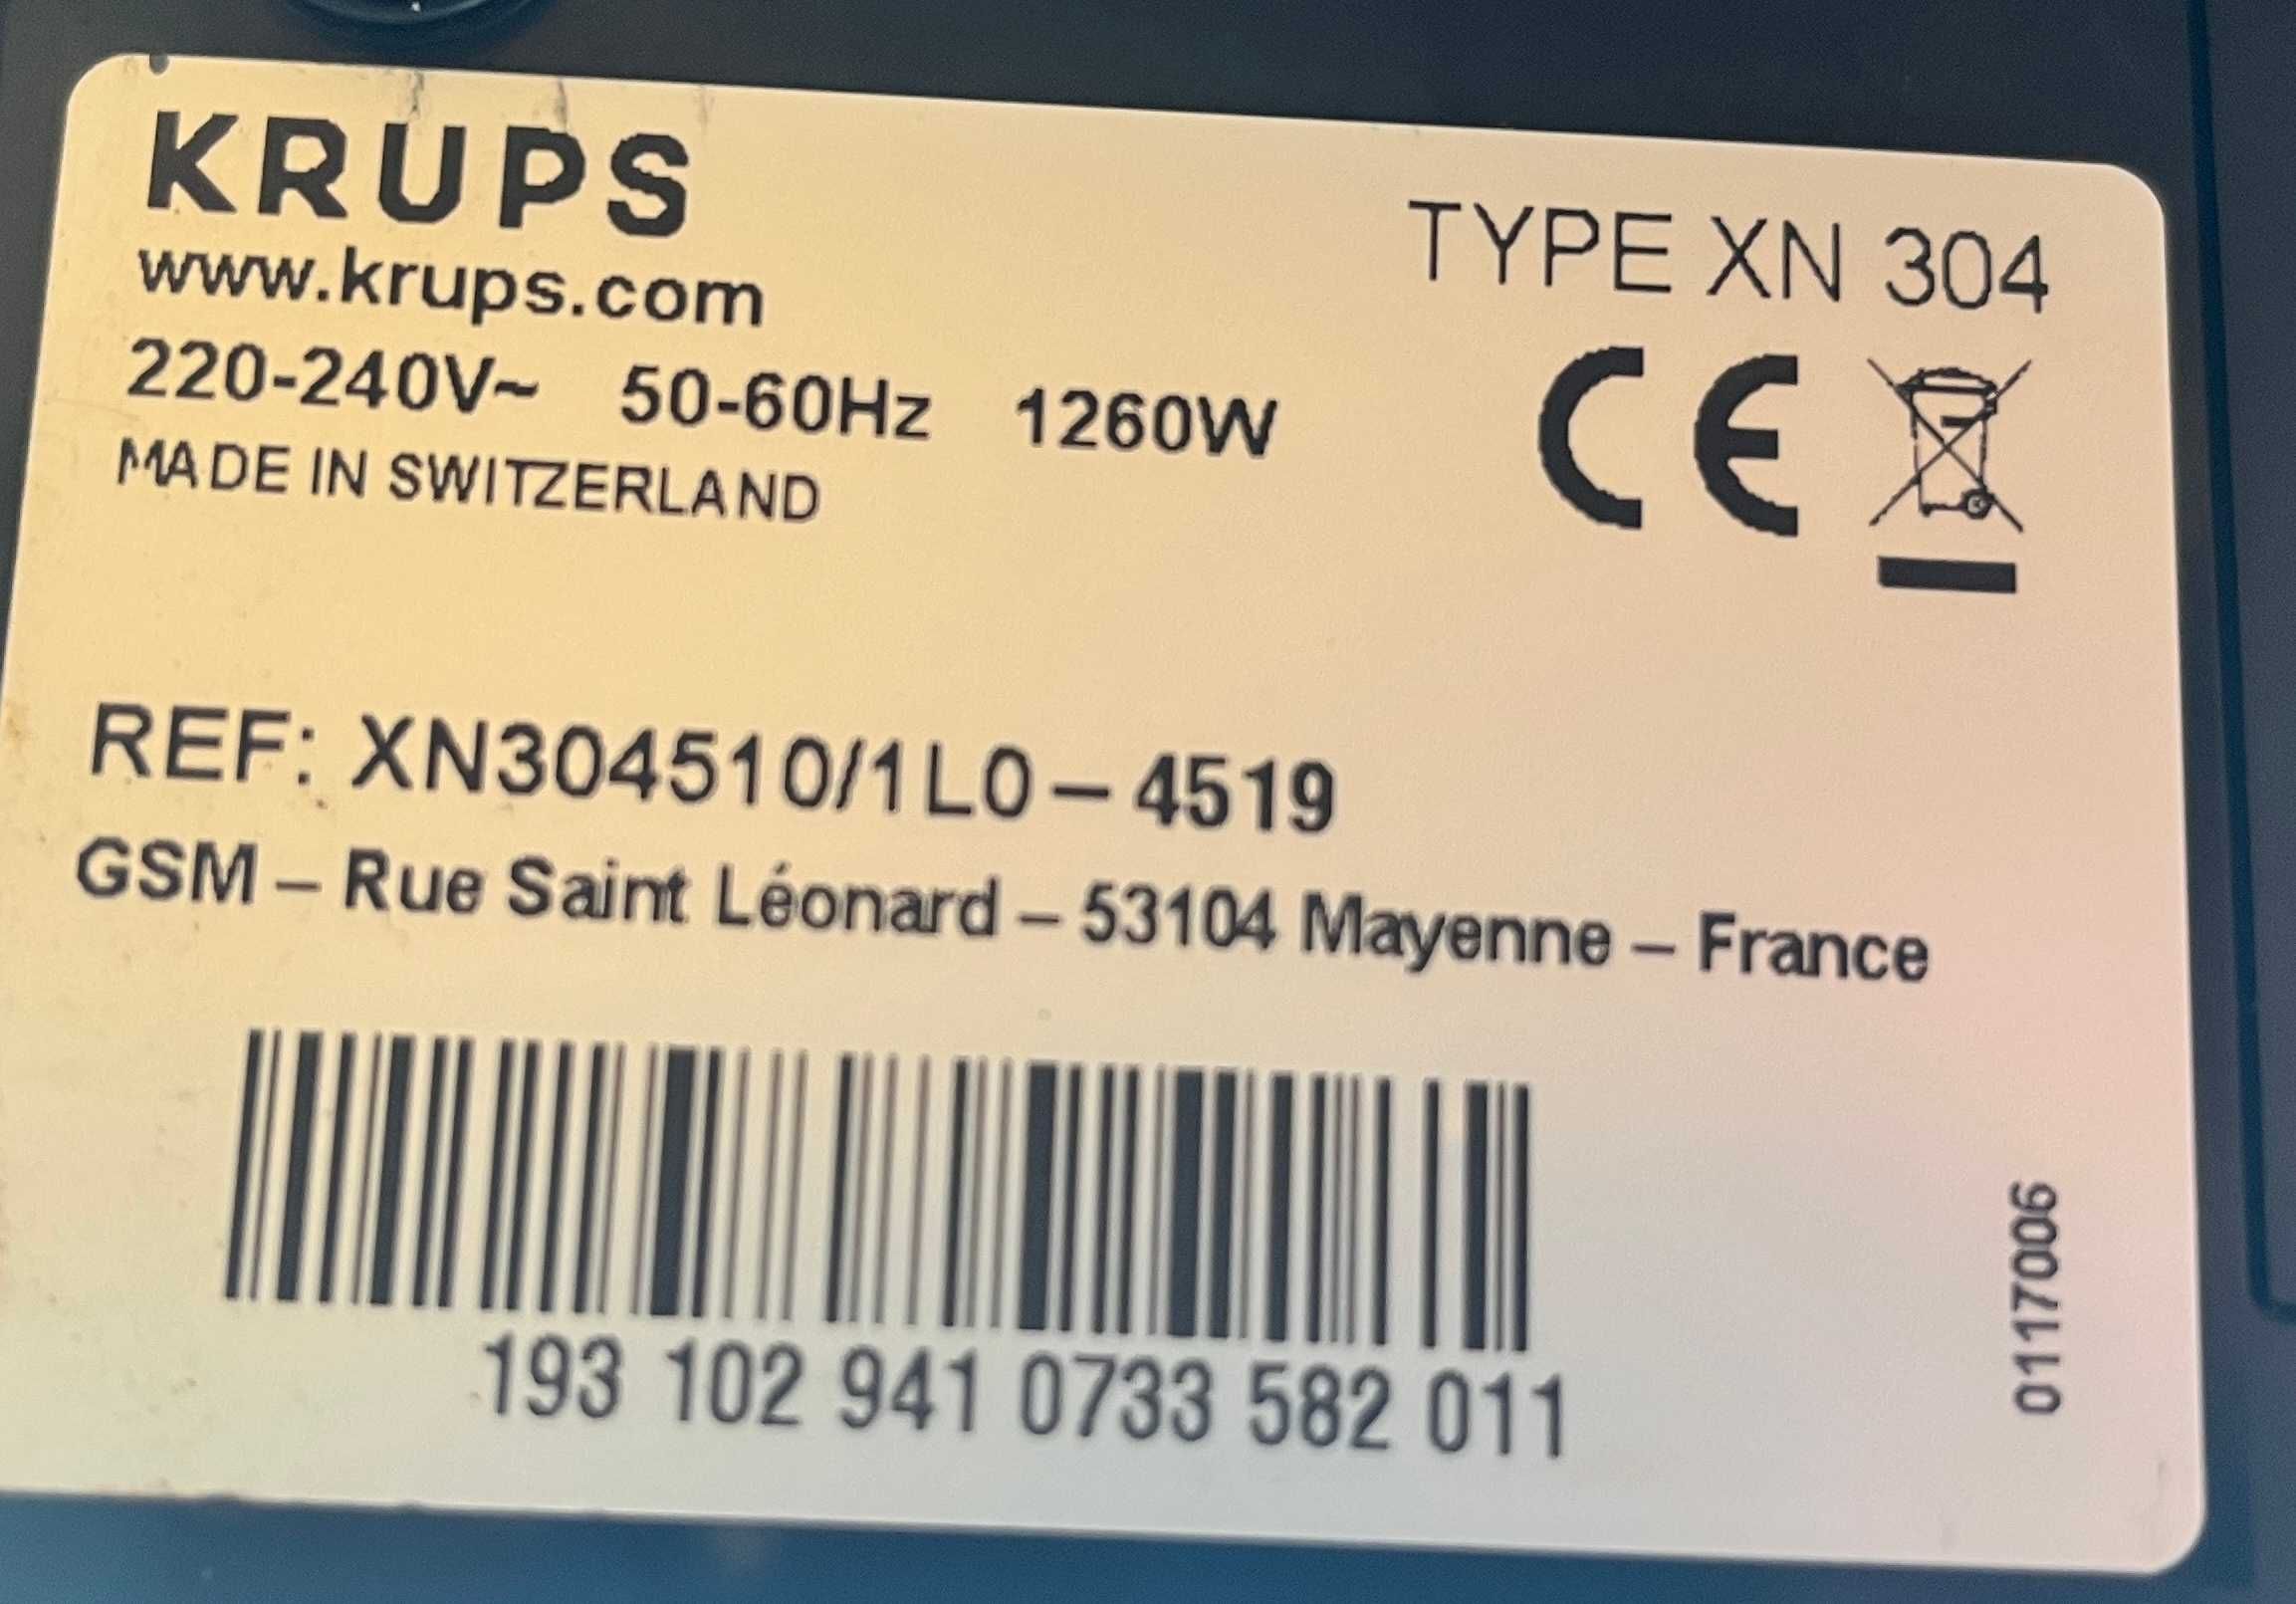 KRUPS
www.krups.com
TYPE XN 304
220-240V~ 50-60Hz 1260W
MADE IN SWITZERLAND
CE
REF: XN304510/1L0 – 4519
GSM – Rue Saint Léonard – 53104 Mayenne – France
193 102 941 0733 582 011
0117006